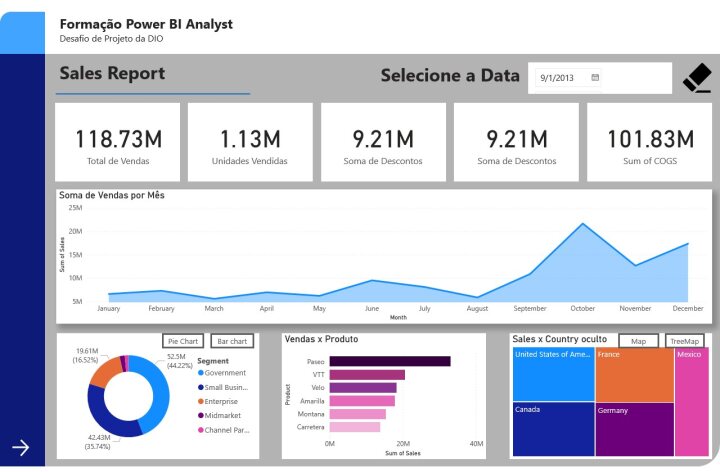 Formação Power BI Analyst
Desafio de Projeto da DIO
Sales Report
Selecione a Data
9/1/2013
118.73M
Total de Vendas
1.13M
Unidades Vendidas
9.21M
Soma de Descontos
9.21M
Soma de Descontos
101.83M
Sum of COGS
Soma de Vendas por Mês
25M
20M
15M
10M
5M
Sum of Sales
January February March April May June July August September October November December
Month
Pie Chart Bar chart
19.61M
(16.52%)
52.5M
(44.22%)
42.43M
(35.74%)
Segment
Government
Small Busin...
Enterprise
Midmarket
Channel Par...
Vendas x Produto
Product
Paseo
VTT
Velo
Amarilla
Montana
Carretera
0M 20M 40M
Sum of Sales
Sales x Country oculto
Map TreeMap
United States of Ame...
France
Mexico
Canada
Germany